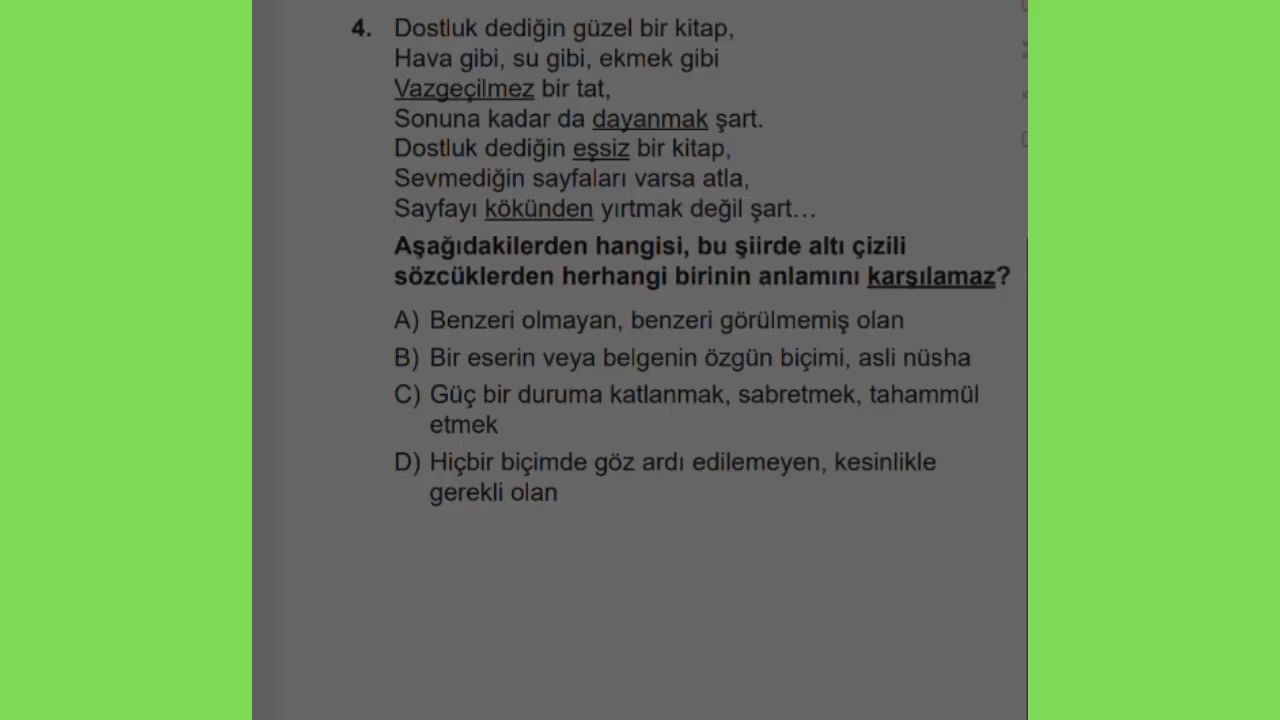 4. Dostluk dediğin güzel bir kitap,
Hava gibi, su gibi, ekmek gibi
Vazgeçilmez bir tat,
Sonuna kadar da dayanmak şart.
Dostluk dediğin eşsiz bir kitap,
Sevmediğin sayfaları varsa atla,
Sayfayı kökünden yırtmak değil şart...
Aşağıdakilerden hangisi, bu şiirde altı çizili
sözcüklerden herhangi birinin anlamını karşılamaz?
A) Benzeri olmayan, benzeri görülmemiş olan
B) Bir eserin veya belgenin özgün biçimi, asli nüsha
C) Güç bir duruma katlanmak, sabretmek, tahammül
etmek
D) Hiçbir biçimde göz ardı edilemeyen, kesinlikle
gerekli olan